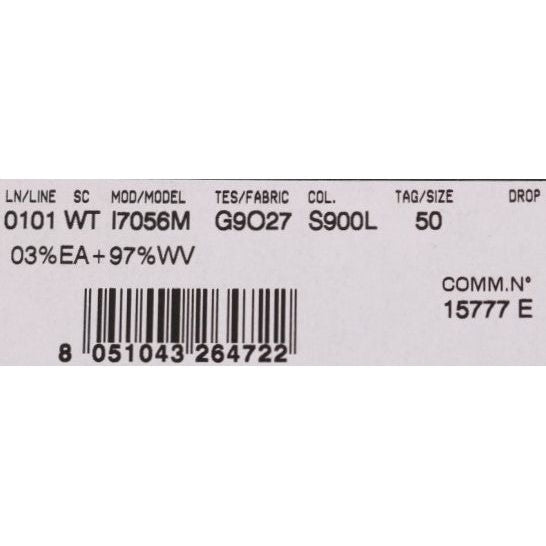 LN/LINE SC MOD/MODEL TES/FABRIC COL. TAG/SIZE DROP
0101 WT I7056M G9O27 S900L 50
03%EA+97%WV
COMM.N°
15777 E
8 051043 264722